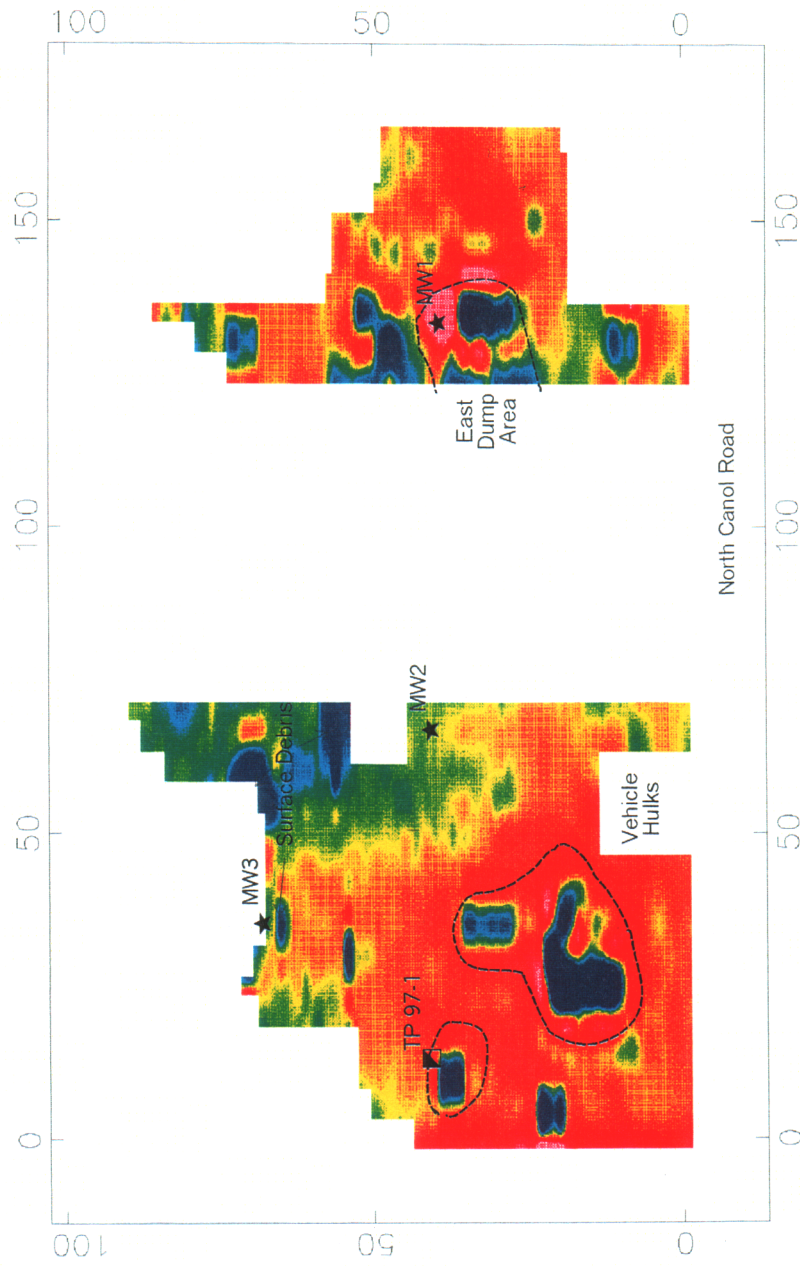 100
50
0
150
150
MW1
East
Dump
Area
100
100
North Canol Road
MW2
Surface Debris
50
50
Vehicle
Hulks
MW3
TP 97-1
0
0
100
50
0